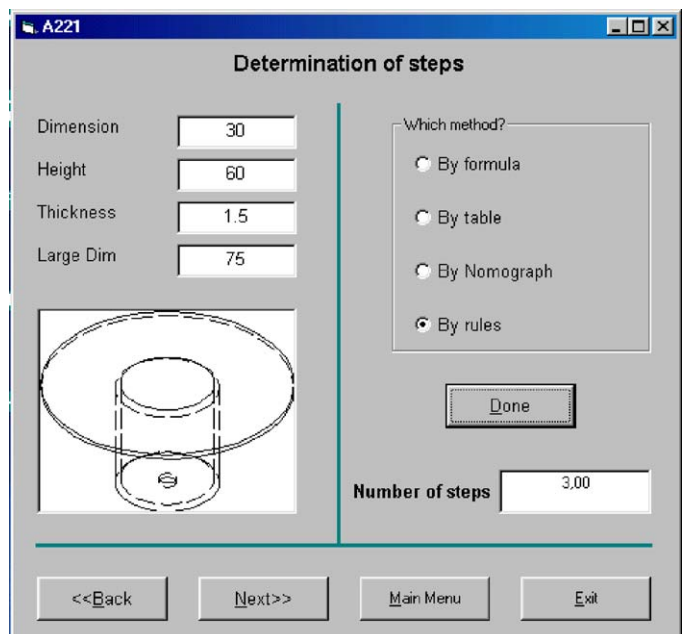 A221
Determination of steps
Dimension 30
Height 60
Thickness 1.5
Large Dim 75
Which method?
By formula
By table
By Nomograph
By rules
Done
Number of steps 3,00
<<Back Next>> Main Menu Exit